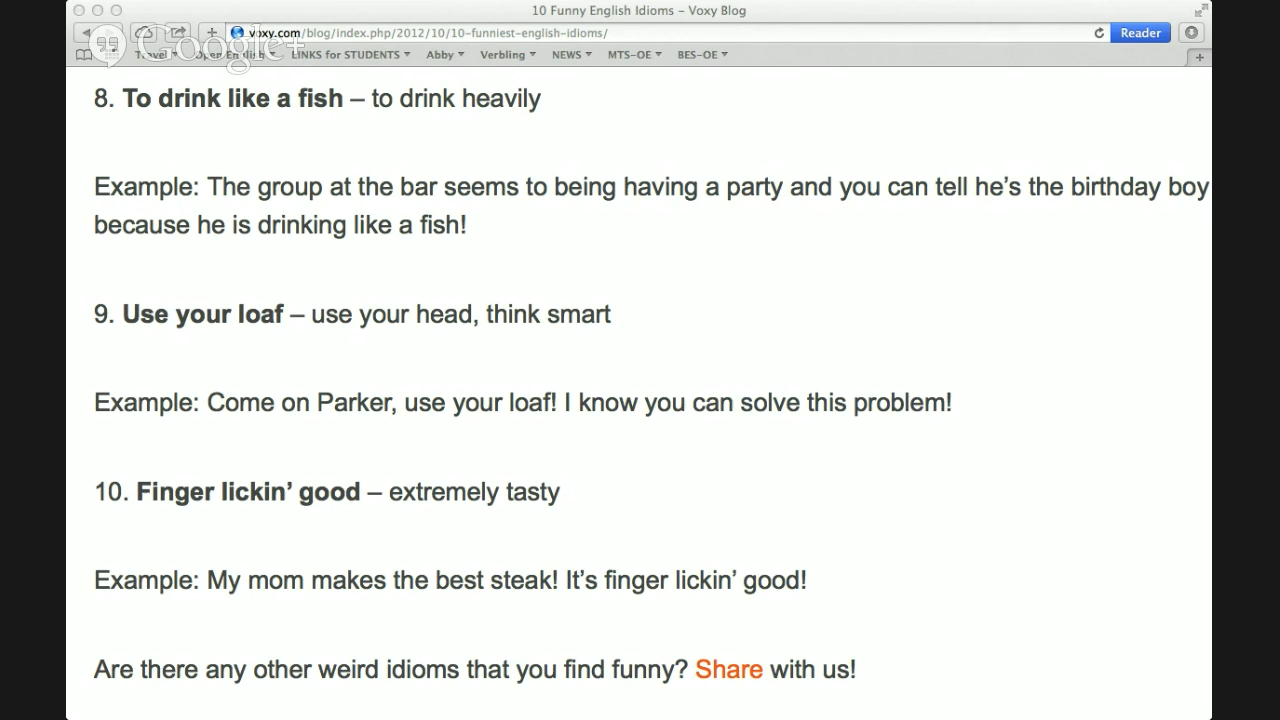 10 Funny English Idioms – Voxy Blog
voxy.com/blog/index.php/2012/10/10-funniest-english-idioms/
Reader
Google+
Travel Open English LINKS for STUDENTS Abby Verbling NEWS MTS-OE BES-OE
8. To drink like a fish – to drink heavily
Example: The group at the bar seems to being having a party and you can tell he’s the birthday boy
because he is drinking like a fish!
9. Use your loaf – use your head, think smart
Example: Come on Parker, use your loaf! I know you can solve this problem!
10. Finger lickin’ good – extremely tasty
Example: My mom makes the best steak! It’s finger lickin’ good!
Are there any other weird idioms that you find funny? Share with us!